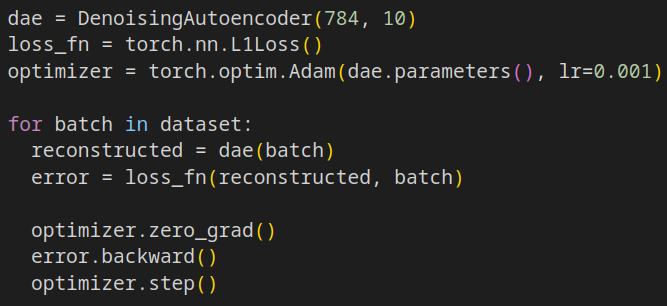 dae = DenoisingAutoencoder(784, 10)
loss_fn = torch.nn.L1Loss()
optimizer = torch.optim.Adam(dae.parameters(), lr=0.001)

for batch in dataset:
  reconstructed = dae(batch)
  error = loss_fn(reconstructed, batch)

  optimizer.zero_grad()
  error.backward()
  optimizer.step()